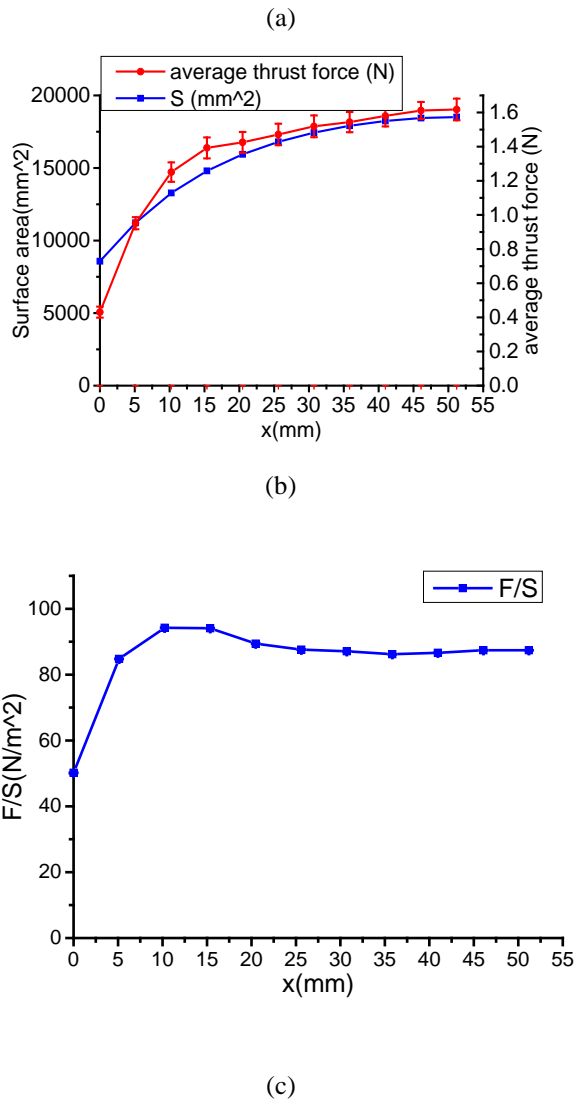 (a)
average thrust force (N)
S (mm^2)
20000
15000
10000
5000
0
Surface area(mm^2)
1.6
1.4
1.2
1.0
0.8
0.6
0.4
0.2
0.0
average thrust force (N)
0 5 10 15 20 25 30 35 40 45 50 55
x(mm)
(b)
F/S
100
80
60
40
20
0
F/S(N/m^2)
0 5 10 15 20 25 30 35 40 45 50 55
x(mm)
(c)